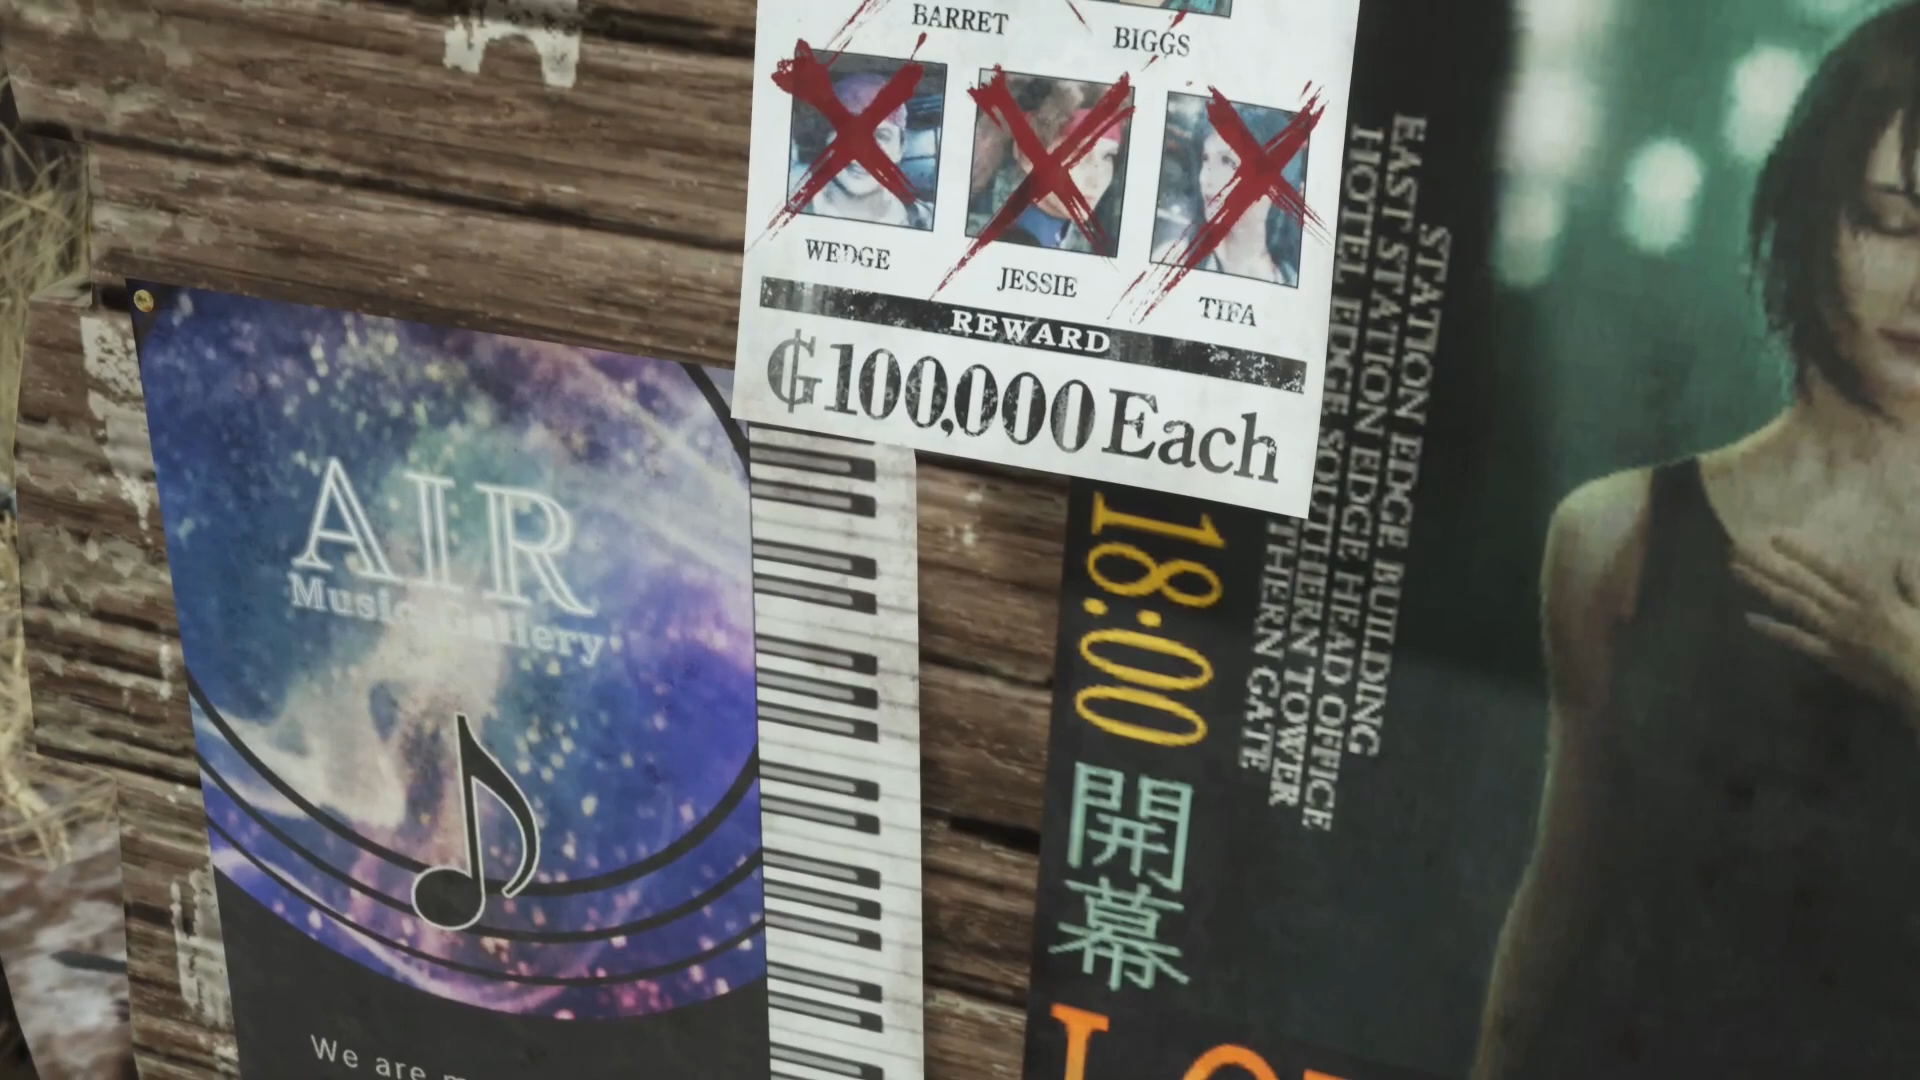 BARRET
BIGGS
WEDGE
JESSIE
TIFA
REWARD
₲100,000 Each
AIR
Music Gallery
We are
STATION EDGE BUILDING
EAST STATION EDGE HEAD OFFICE
HOTEL EDGE SOUTHERN TOWER
THERN GATE
18:00
開幕